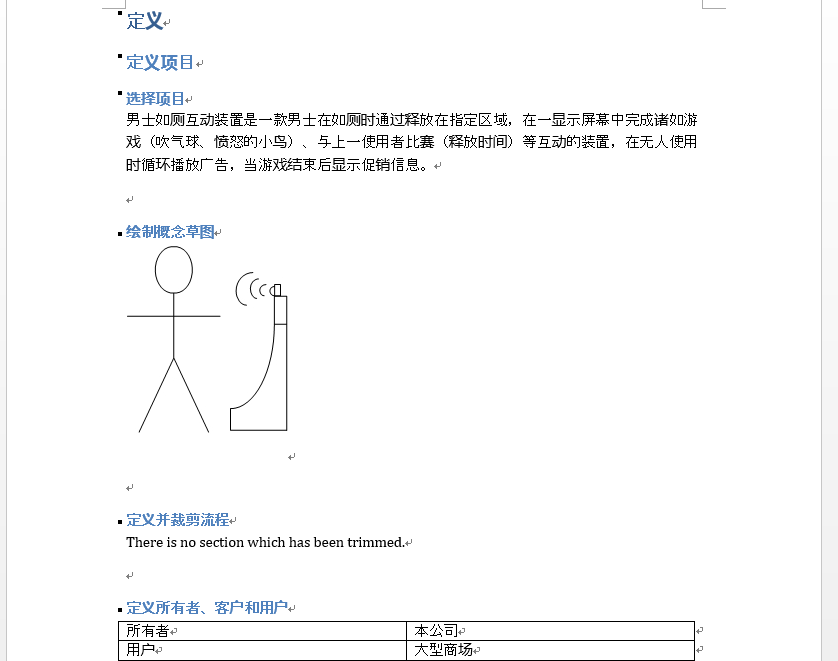 定义
定义项目
选择项目
男士如厕互动装置是一款男士在如厕时通过释放在指定区域，在一显示屏幕中完成诸如游
戏（吹气球、愤怒的小鸟）、与上一使用者比赛（释放时间）等互动的装置，在无人使用
时循环播放广告，当游戏结束后显示促销信息。
绘制概念草图
定义并裁剪流程
There is no section which has been trimmed.
定义所有者、客户和用户
所有者 本公司
用户 大型商场